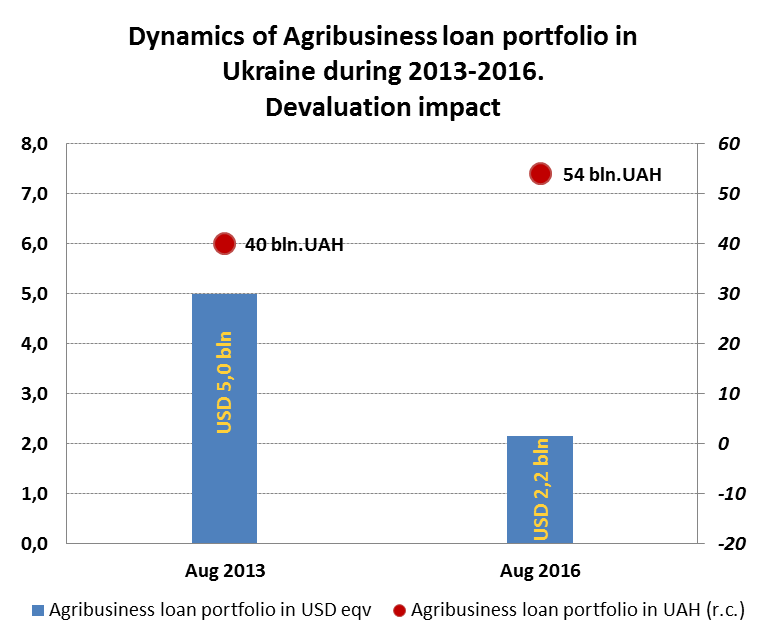 Dynamics of Agribusiness loan portfolio in
Ukraine during 2013-2016.
Devaluation impact
8,0
7,0
6,0
5,0
4,0
3,0
2,0
1,0
0,0
60
50
40
30
20
10
0
-10
-20
40 bln.UAH
54 bln.UAH
USD 5,0 bln
USD 2,2 bln
Aug 2013
Aug 2016
Agribusiness loan portfolio in USD eqv
Agribusiness loan portfolio in UAH (r.c.)